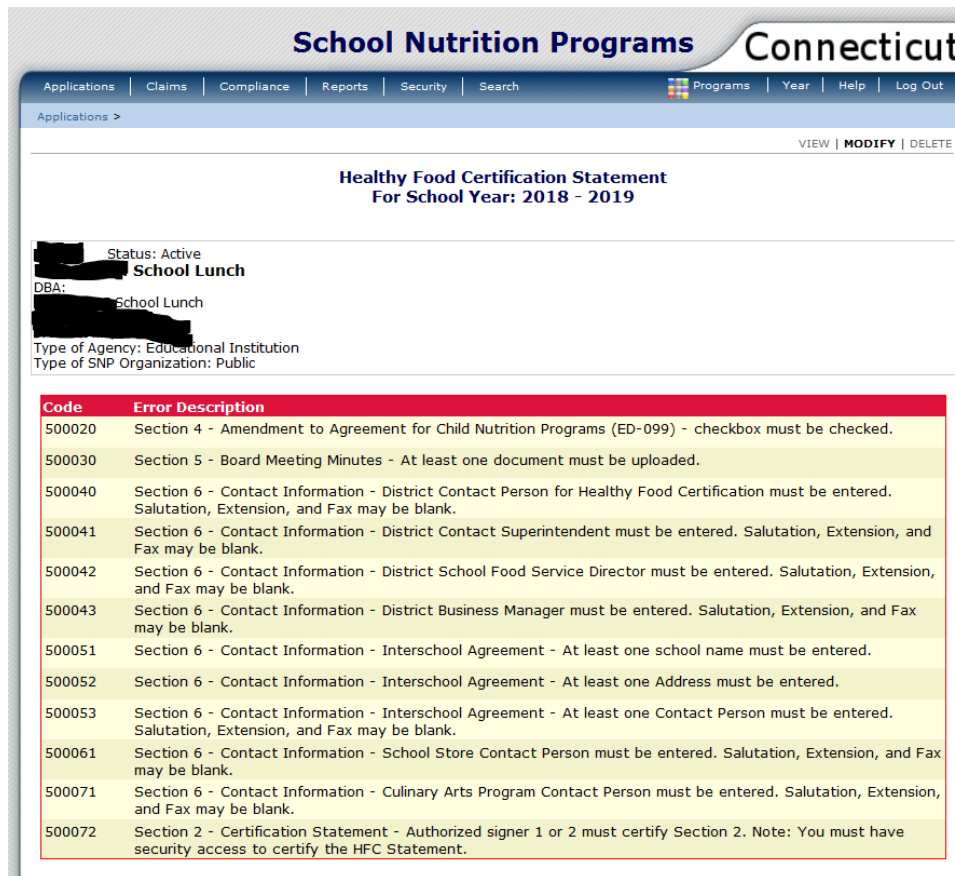 School Nutrition Programs
Connecticut
Applications | Claims | Compliance | Reports | Security | Search
Programs | Year | Help | Log Out
Applications >
VIEW | MODIFY | DELETE
Healthy Food Certification Statement
For School Year: 2018 - 2019
Status: Active
School Lunch
DBA:
School Lunch
Type of Agency: Educational Institution
Type of SNP Organization: Public
Code Error Description
500020 Section 4 - Amendment to Agreement for Child Nutrition Programs (ED-099) - checkbox must be checked.
500030 Section 5 - Board Meeting Minutes - At least one document must be uploaded.
500040 Section 6 - Contact Information - District Contact Person for Healthy Food Certification must be entered.
Salutation, Extension, and Fax may be blank.
500041 Section 6 - Contact Information - District Contact Superintendent must be entered. Salutation, Extension, and
Fax may be blank.
500042 Section 6 - Contact Information - District School Food Service Director must be entered. Salutation, Extension,
and Fax may be blank.
500043 Section 6 - Contact Information - District Business Manager must be entered. Salutation, Extension, and Fax
may be blank.
500051 Section 6 - Contact Information - Interschool Agreement - At least one school name must be entered.
500052 Section 6 - Contact Information - Interschool Agreement - At least one Address must be entered.
500053 Section 6 - Contact Information - Interschool Agreement - At least one Contact Person must be entered.
Salutation, Extension, and Fax may be blank.
500061 Section 6 - Contact Information - School Store Contact Person must be entered. Salutation, Extension, and Fax
may be blank.
500071 Section 6 - Contact Information - Culinary Arts Program Contact Person must be entered. Salutation, Extension,
and Fax may be blank.
500072 Section 2 - Certification Statement - Authorized signer 1 or 2 must certify Section 2. Note: You must have
security access to certify the HFC Statement.